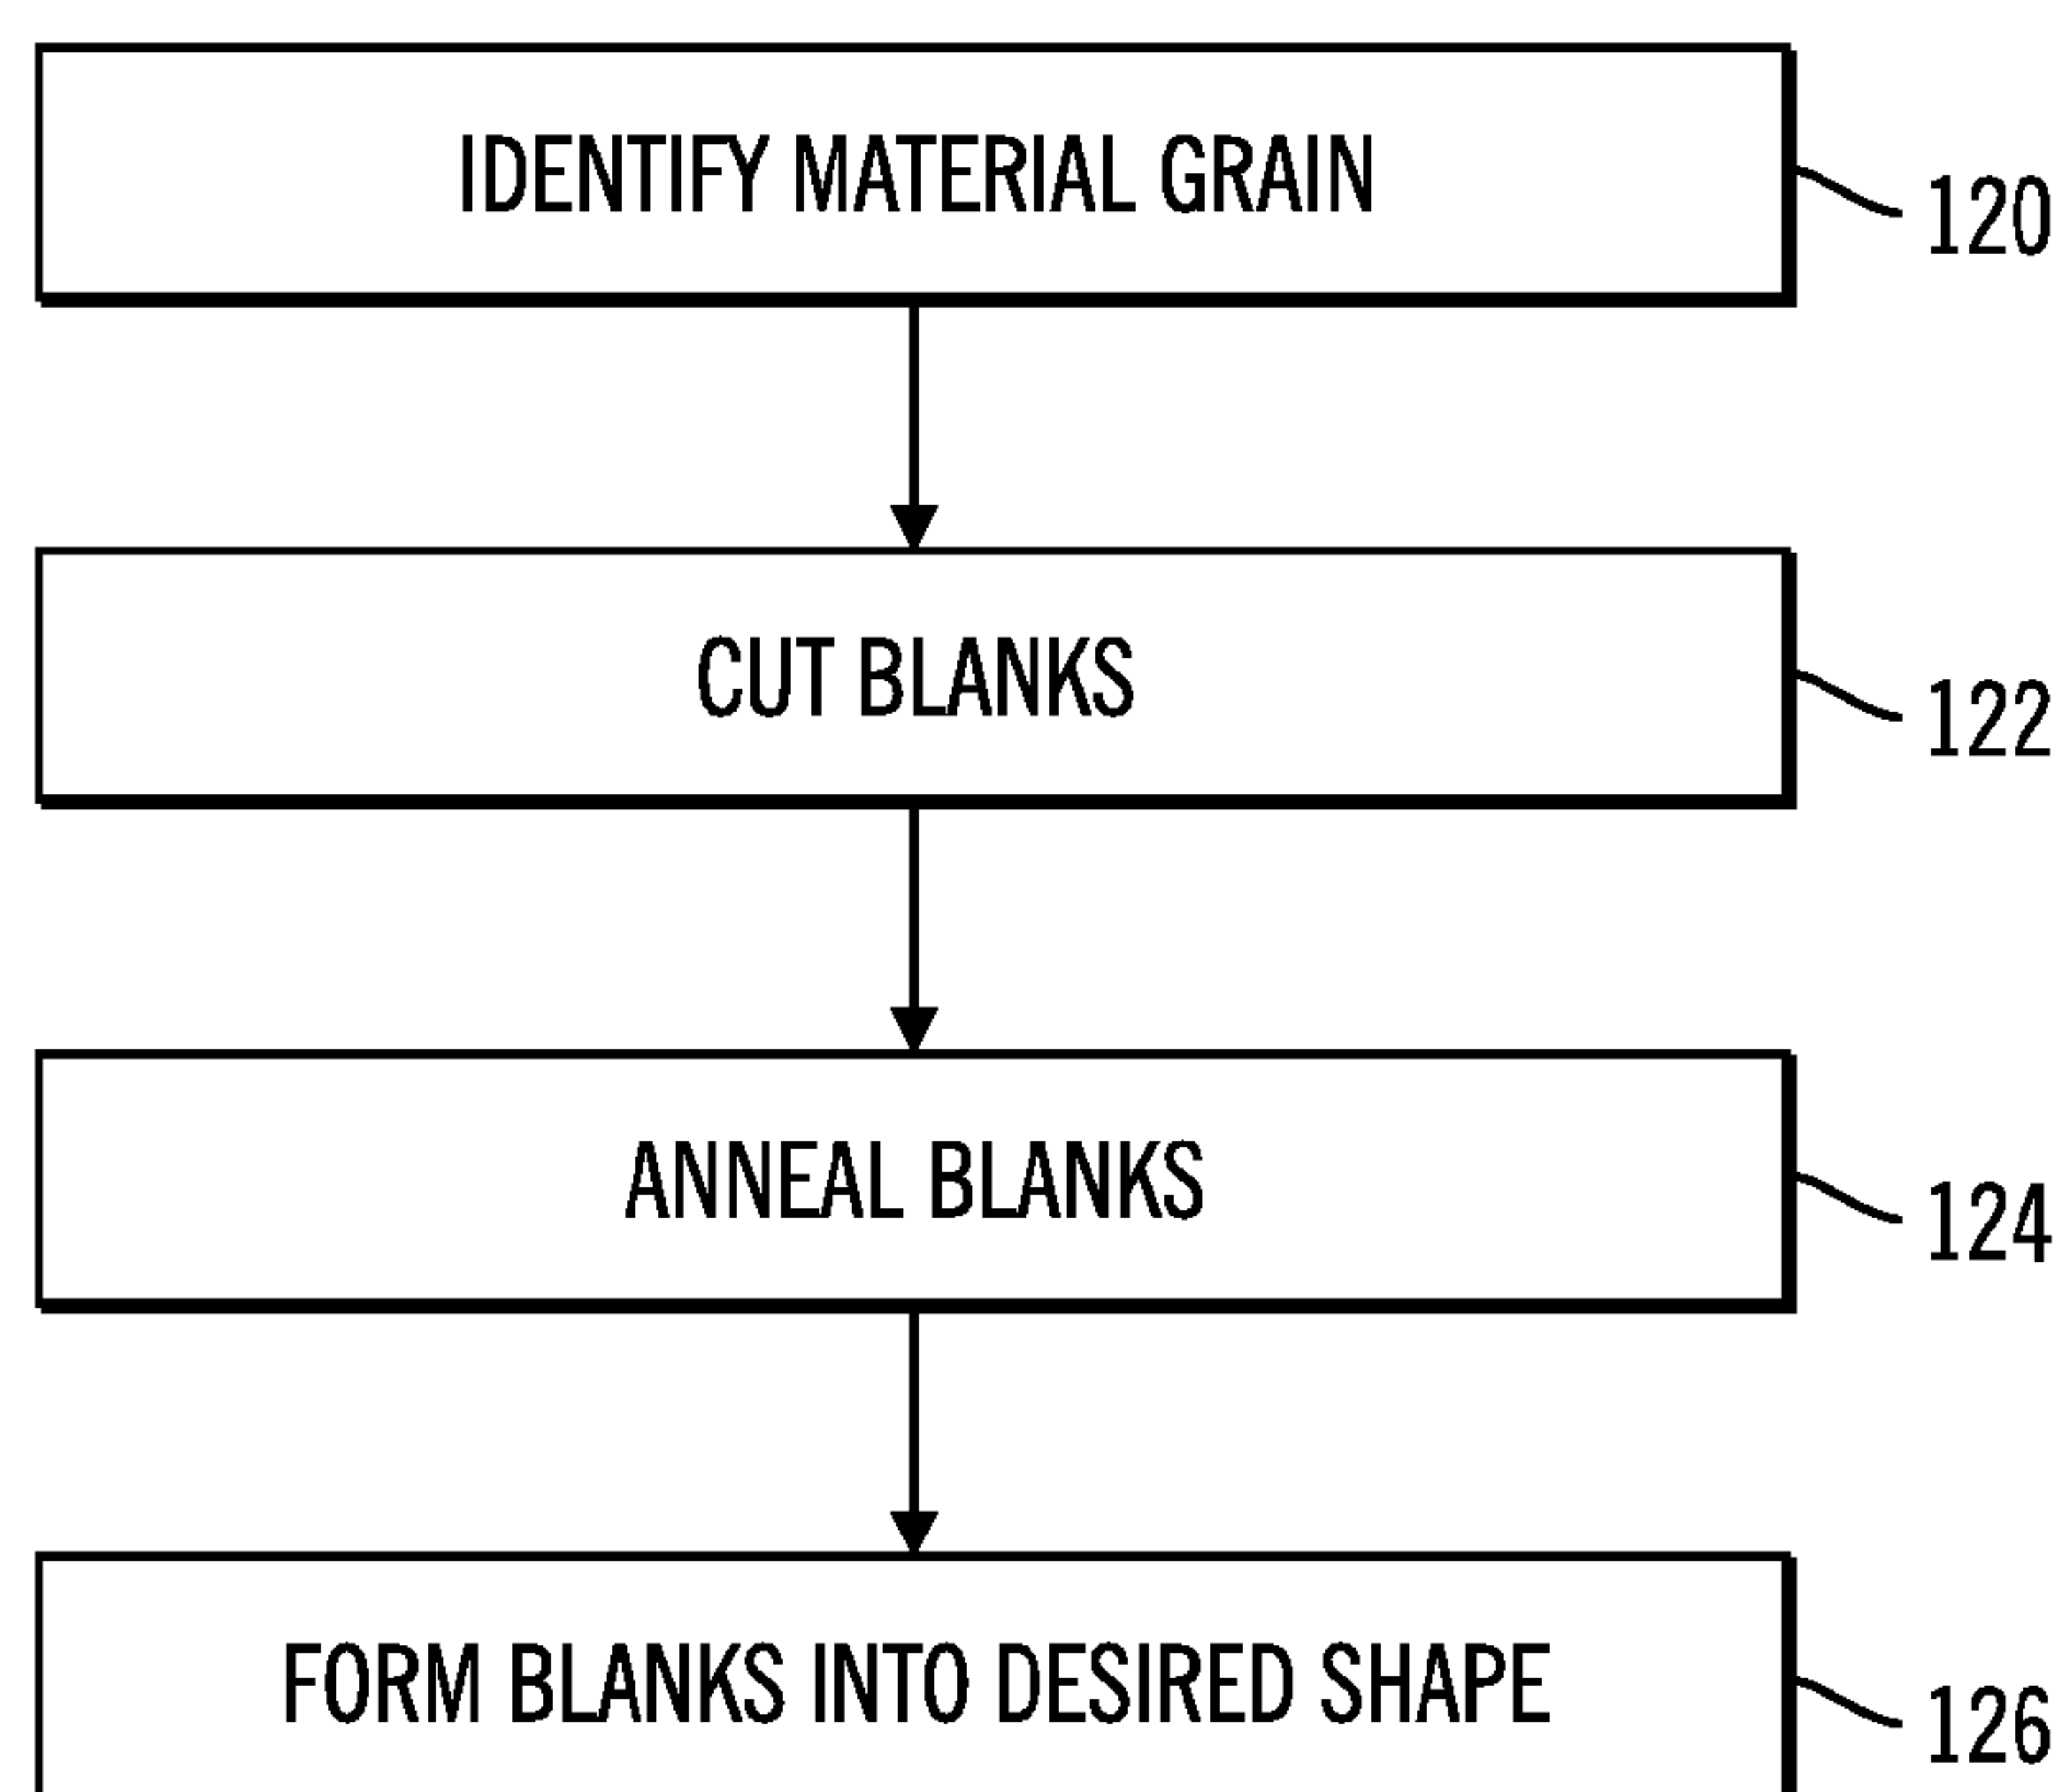 IDENTIFY MATERIAL GRAIN
120
CUT BLANKS
122
ANNEAL BLANKS
124
FORM BLANKS INTO DESIRED SHAPE
126